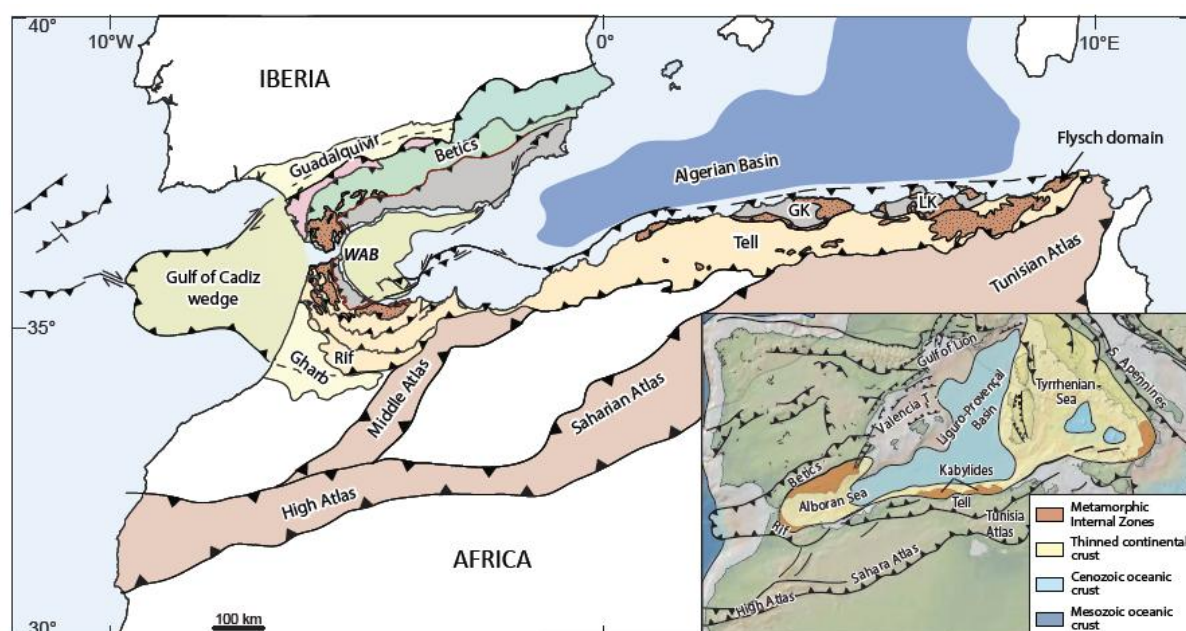 40°
10°W
0°
10°E
IBERIA
Guadalquivir
Betics
Algerian Basin
Flysch domain
GK
LK
WAB
Tell
Gulf of Cadiz
wedge
Tunisian Atlas
35°
Gharb
Rif
Middle Atlas
Saharian Atlas
High Atlas
AFRICA
30°
100 km
Gulf of Lion
S. Apennines
Valencia T.
Liguro-Provençal
Basin
Tyrrhenian
Sea
Betics
Kabylides
Alboran Sea
Tell
Rif
Tunisia
Atlas
Sahara Atlas
High Atlas
Metamorphic
Internal Zones
Thinned continental
crust
Cenozoic oceanic
crust
Mesozoic oceanic
crust